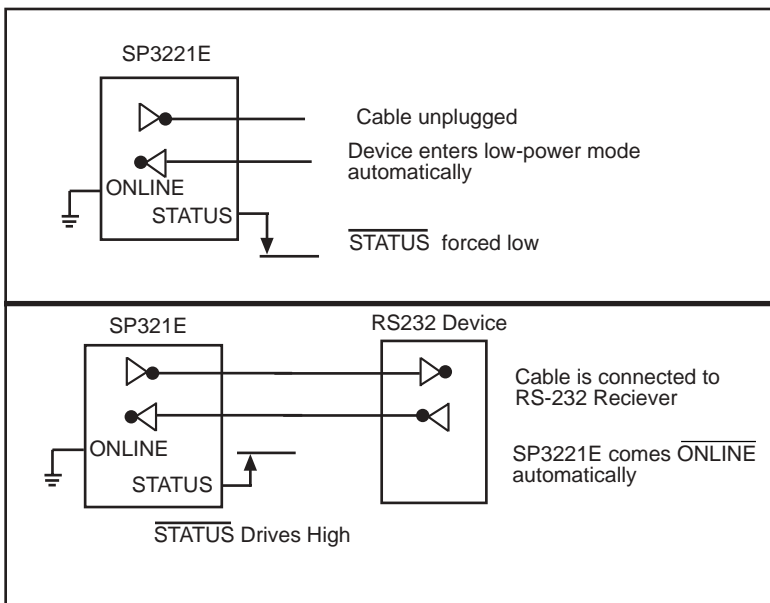 SP3221E
Cable unplugged
Device enters low-power mode
automatically
ONLINE
STATUS
STATUS forced low
SP321E
RS232 Device
Cable is connected to
RS-232 Reciever
ONLINE
SP3221E comes ONLINE
automatically
STATUS
STATUS Drives High